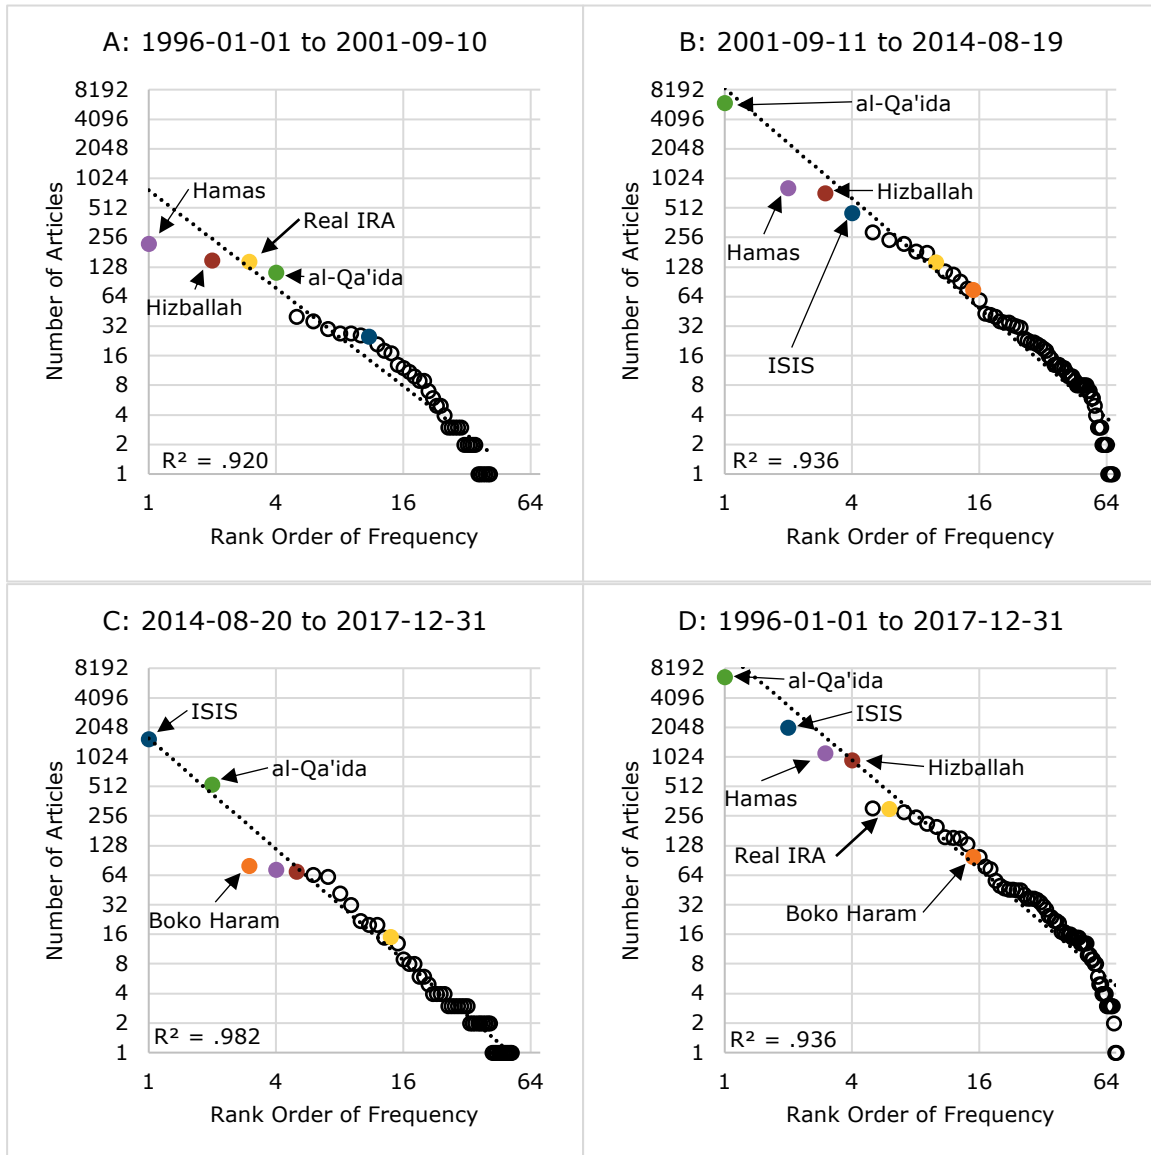 A: 1996-01-01 to 2001-09-10
8192
4096
2048
1024
512
256
128
64
32
16
8
4
2
1
Number of Articles
Hamas
Real IRA
al-Qa'ida
Hizballah
R² = .920
1 4 16 64
Rank Order of Frequency
B: 2001-09-11 to 2014-08-19
8192
4096
2048
1024
512
256
128
64
32
16
8
4
2
1
Number of Articles
al-Qa'ida
Hizballah
Hamas
ISIS
R² = .936
1 4 16 64
Rank Order of Frequency
C: 2014-08-20 to 2017-12-31
8192
4096
2048
1024
512
256
128
64
32
16
8
4
2
1
Number of Articles
ISIS
al-Qa'ida
Boko Haram
R² = .982
1 4 16 64
Rank Order of Frequency
D: 1996-01-01 to 2017-12-31
8192
4096
2048
1024
512
256
128
64
32
16
8
4
2
1
Number of Articles
al-Qa'ida
ISIS
Hizballah
Hamas
Real IRA
Boko Haram
R² = .936
1 4 16 64
Rank Order of Frequency